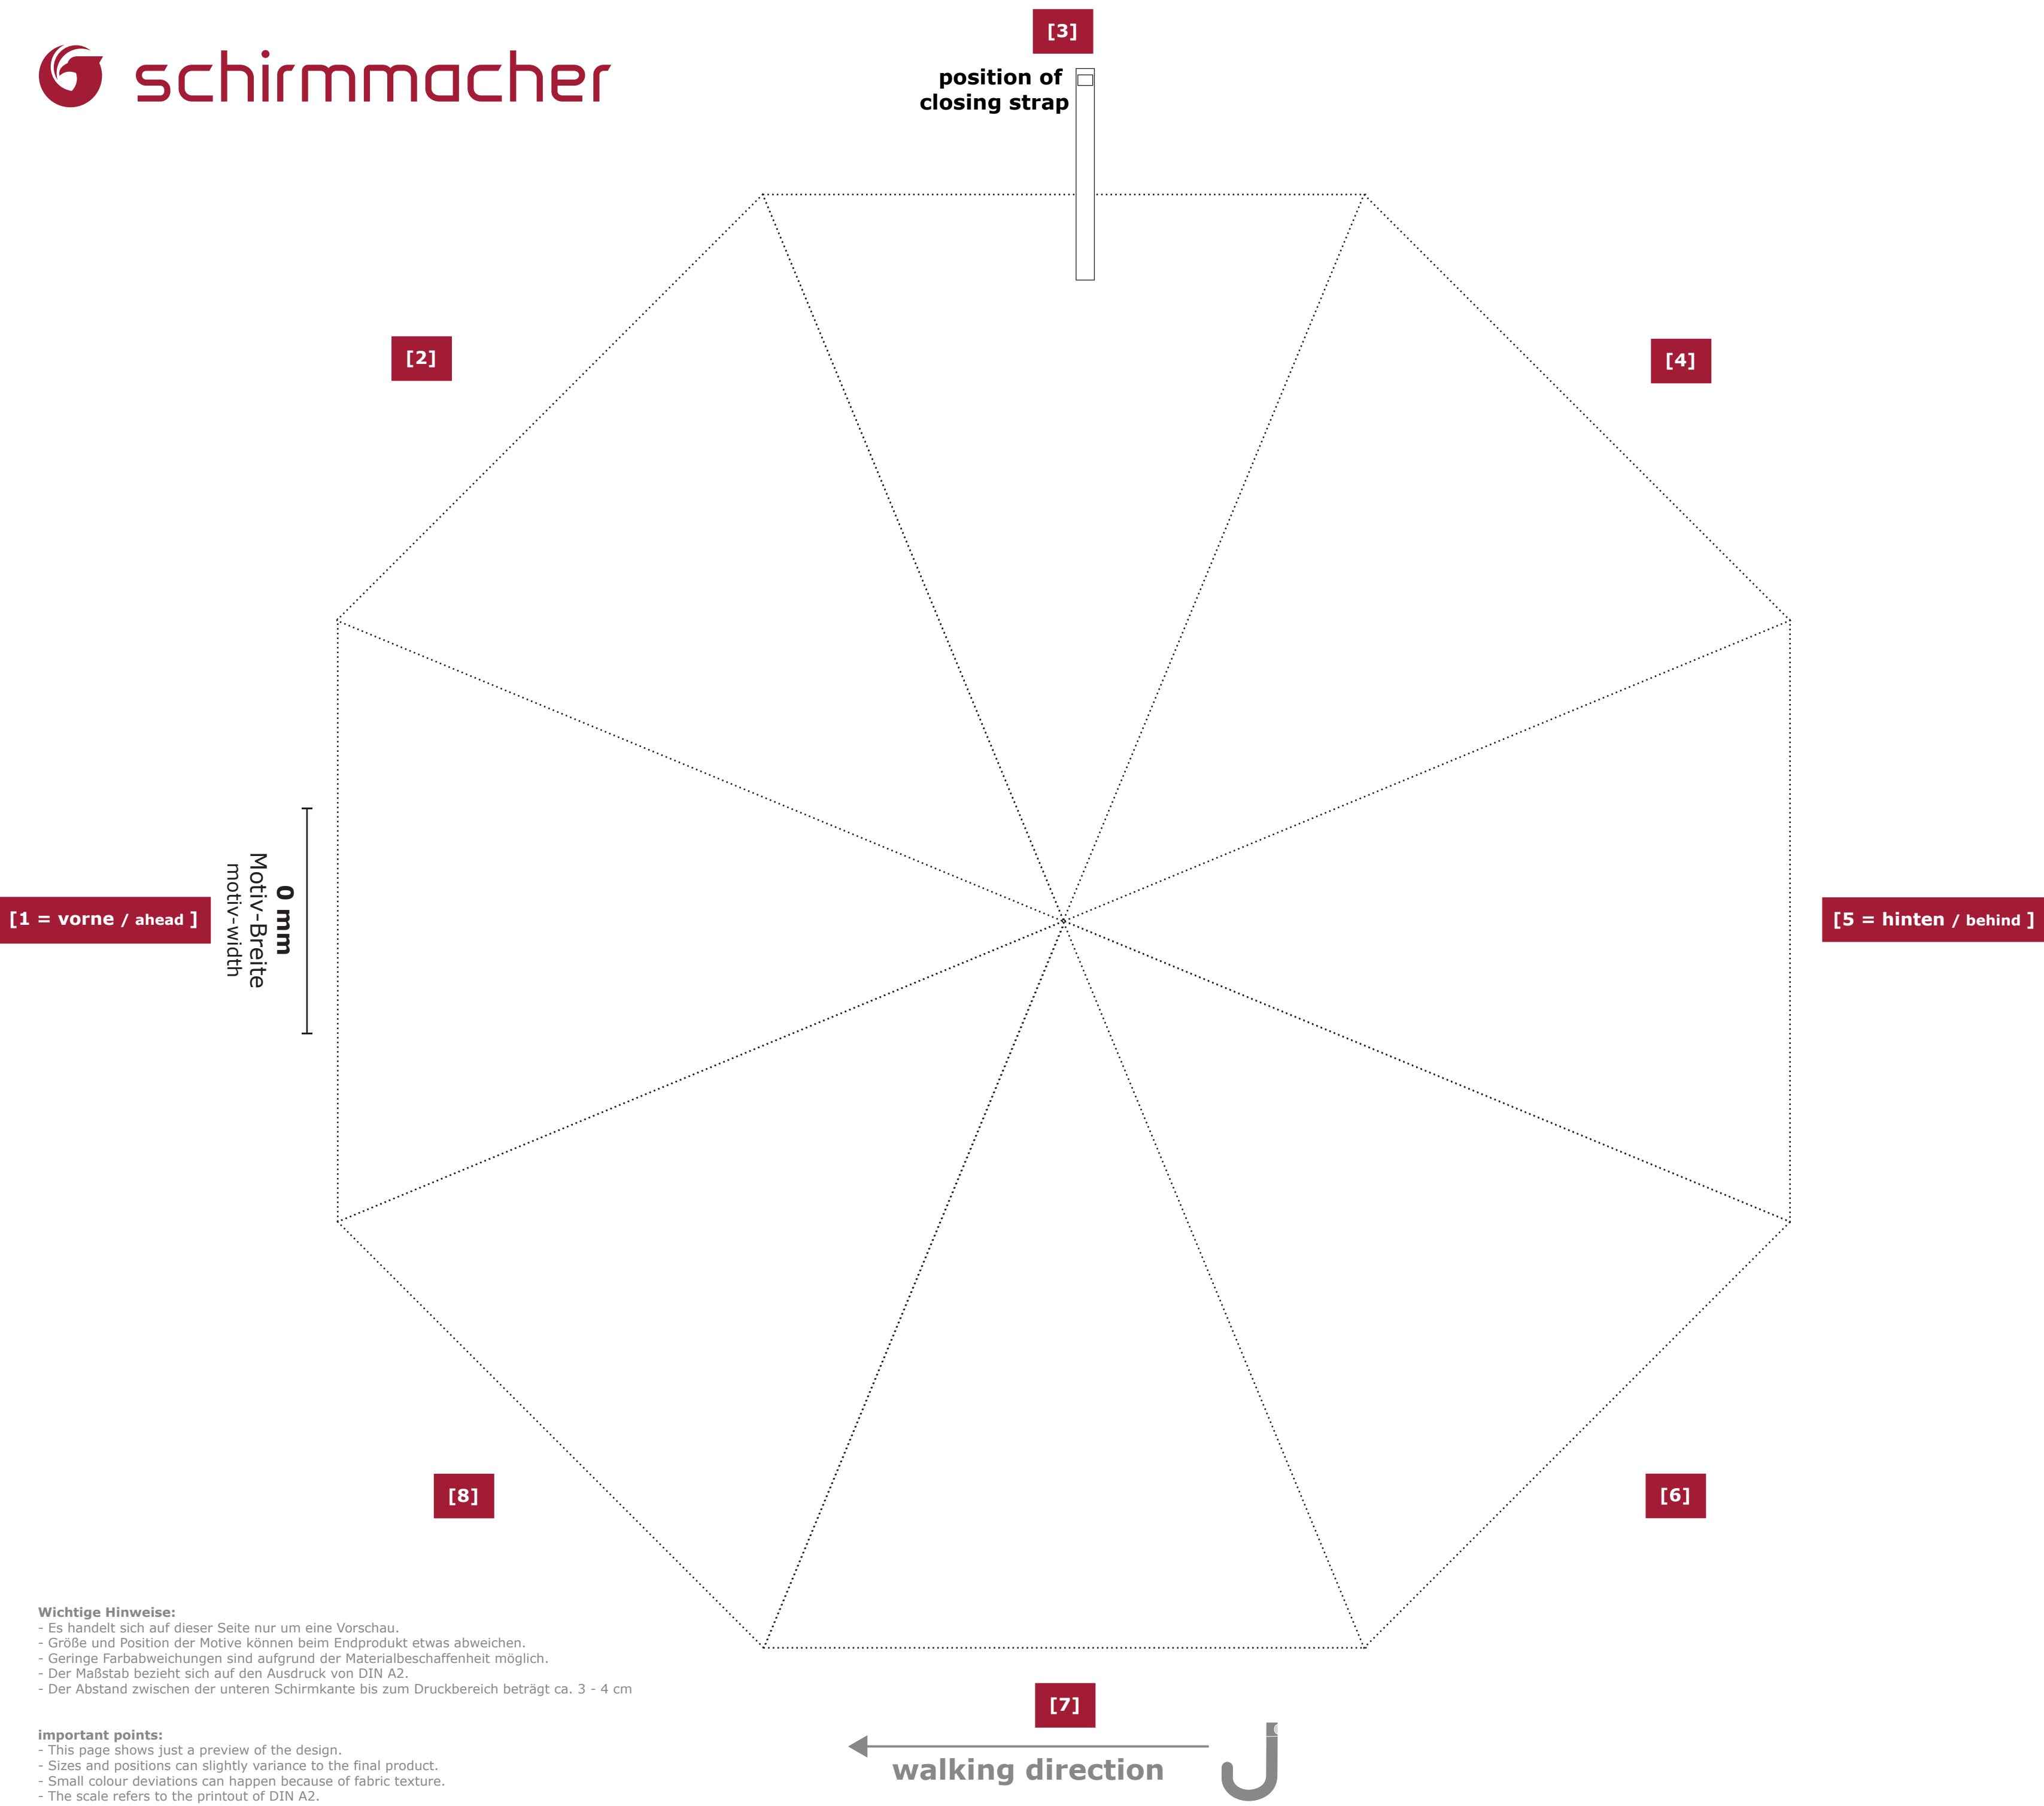 schirmmacher
[3]
position of
closing strap
[2]
[4]
[1 = vorne / ahead ]
0 mm
Motiv-Breite
motiv-width
[5 = hinten / behind ]
[8]
[6]
Wichtige Hinweise:
- Es handelt sich auf dieser Seite nur um eine Vorschau.
- Größe und Position der Motive können beim Endprodukt etwas abweichen.
- Geringe Farbabweichungen sind aufgrund der Materialbeschaffenheit möglich.
- Der Maßstab bezieht sich auf den Ausdruck von DIN A2.
- Der Abstand zwischen der unteren Schirmkante bis zum Druckbereich beträgt ca. 3 - 4 cm
[7]
walking direction
important points:
- This page shows just a preview of the design.
- Sizes and positions can slightly variance to the final product.
- Small colour deviations can happen because of fabric texture.
- The scale refers to the printout of DIN A2.